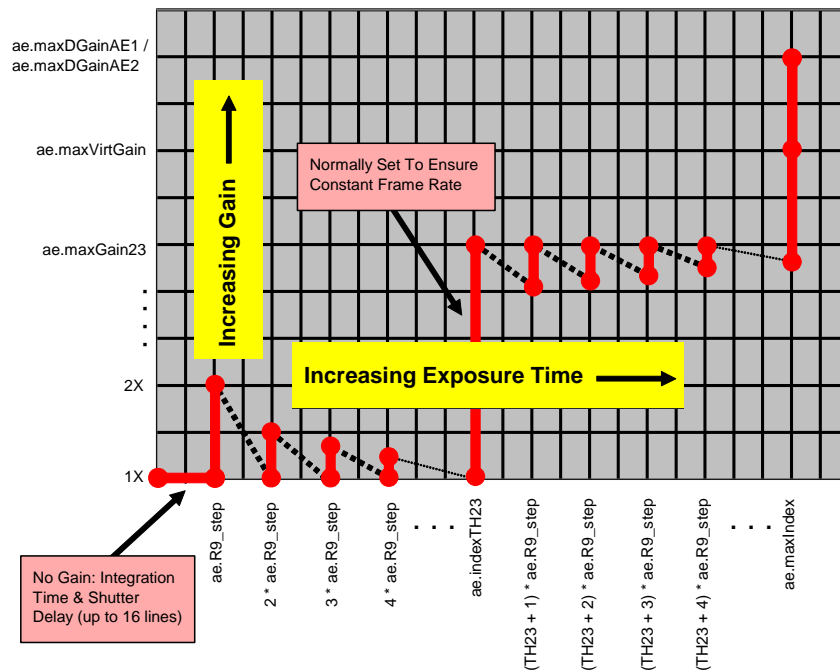 ae.maxDGainAE1 /
ae.maxDGainAE2
ae.maxVirtGain
ae.maxGain23
. . . .
2X
1X
Increasing Gain
Normally Set To Ensure
Constant Frame Rate
Increasing Exposure Time
No Gain: Integration
Time & Shutter
Delay (up to 16 lines)
ae.R9_step
2 * ae.R9_step
3 * ae.R9_step
4 * ae.R9_step
. . .
ae.indexTH23
(TH23 + 1) * ae.R9_step
(TH23 + 2) * ae.R9_step
(TH23 + 3) * ae.R9_step
(TH23 + 4) * ae.R9_step
. . .
ae.maxIndex